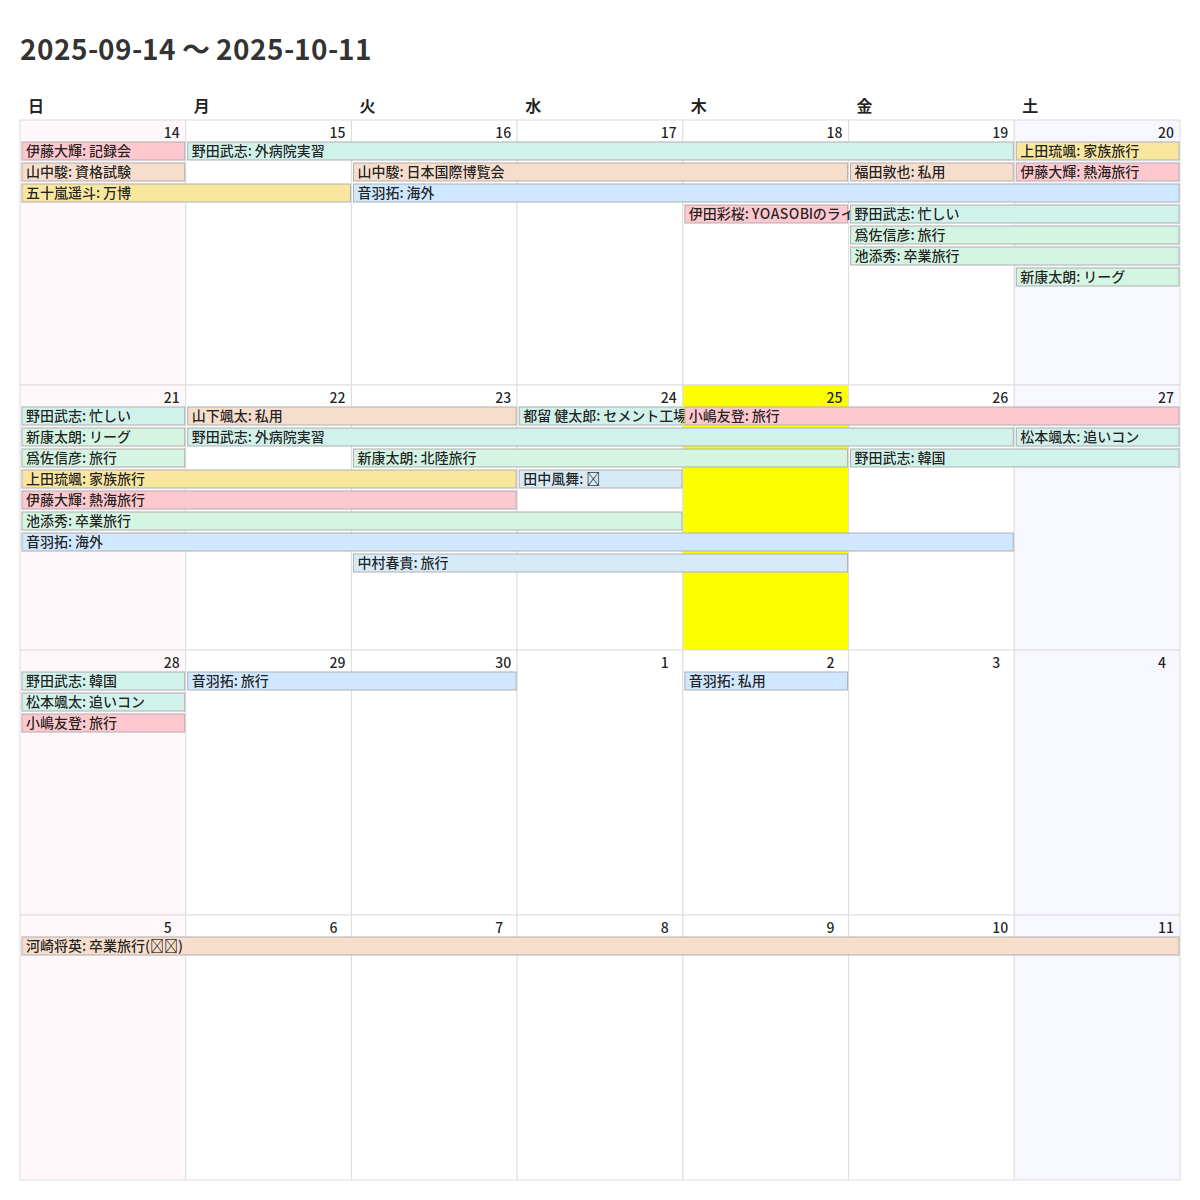 2025-09-14 〜 2025-10-11
日 月 火 水 木 金 土
14 15 16 17 18 19 20
伊藤大輝: 記録会 野田武志: 外病院実習 上田琉颯: 家族旅行
山中駿: 資格試験 山中駿: 日本国際博覧会 福田敦也: 私用 伊藤大輝: 熱海旅行
五十嵐遥斗: 万博 音羽拓: 海外
伊田彩桜: YOASOBIのライ 野田武志: 忙しい
爲佐信彦: 旅行
池添秀: 卒業旅行
新康太朗: リーグ
21 22 23 24 25 26 27
野田武志: 忙しい 山下颯太: 私用 都留 健太郎: セメント工場 小嶋友登: 旅行
新康太朗: リーグ 野田武志: 外病院実習 松本颯太: 追いコン
爲佐信彦: 旅行 新康太朗: 北陸旅行 野田武志: 韓国
上田琉颯: 家族旅行 田中風舞:
伊藤大輝: 熱海旅行
池添秀: 卒業旅行
音羽拓: 海外
中村春貴: 旅行
28 29 30 1 2 3 4
野田武志: 韓国 音羽拓: 旅行 音羽拓: 私用
松本颯太: 追いコン
小嶋友登: 旅行
5 6 7 8 9 10 11
河崎将英: 卒業旅行()